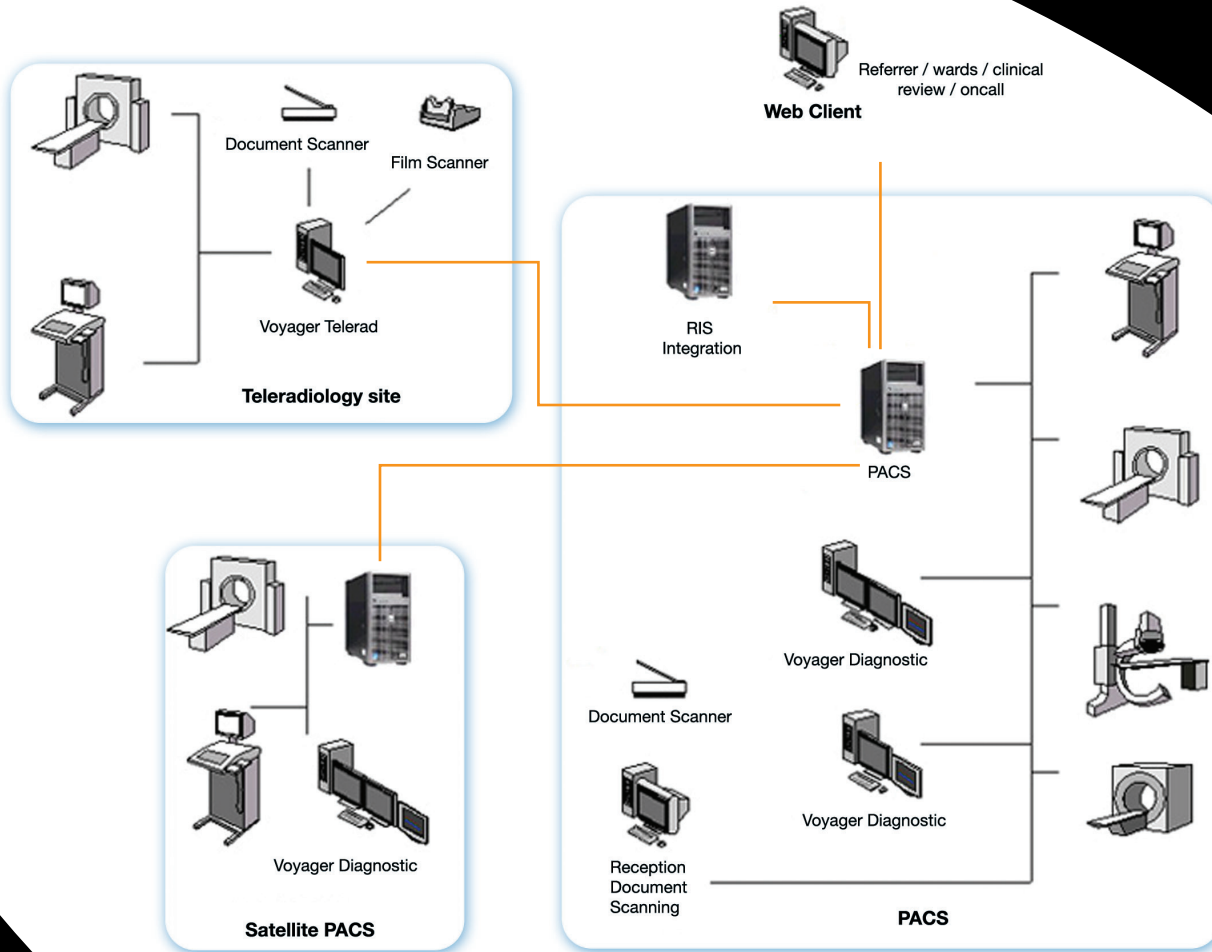 Referrer / wards / clinical
review / oncall
Web Client
Document Scanner
Film Scanner
Voyager Telerad
Teleradiology site
RIS
Integration
PACS
Voyager Diagnostic
Document Scanner
Voyager Diagnostic
Reception
Document
Scanning
PACS
Voyager Diagnostic
Satellite PACS